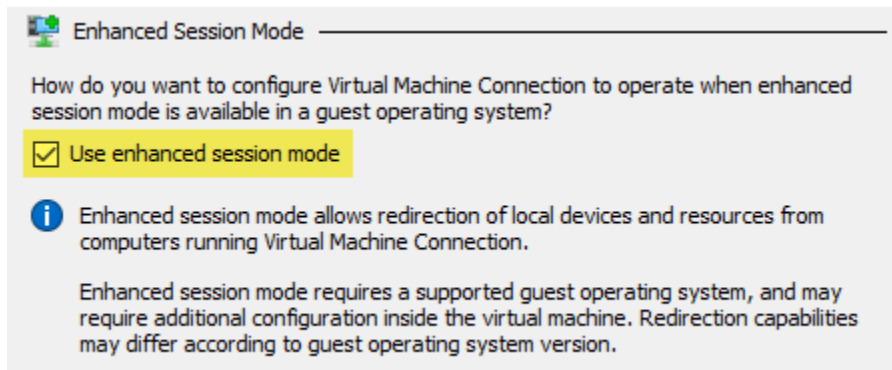 Enhanced Session Mode
How do you want to configure Virtual Machine Connection to operate when enhanced
session mode is available in a guest operating system?
Use enhanced session mode
Enhanced session mode allows redirection of local devices and resources from
computers running Virtual Machine Connection.
Enhanced session mode requires a supported guest operating system, and may
require additional configuration inside the virtual machine. Redirection capabilities
may differ according to guest operating system version.